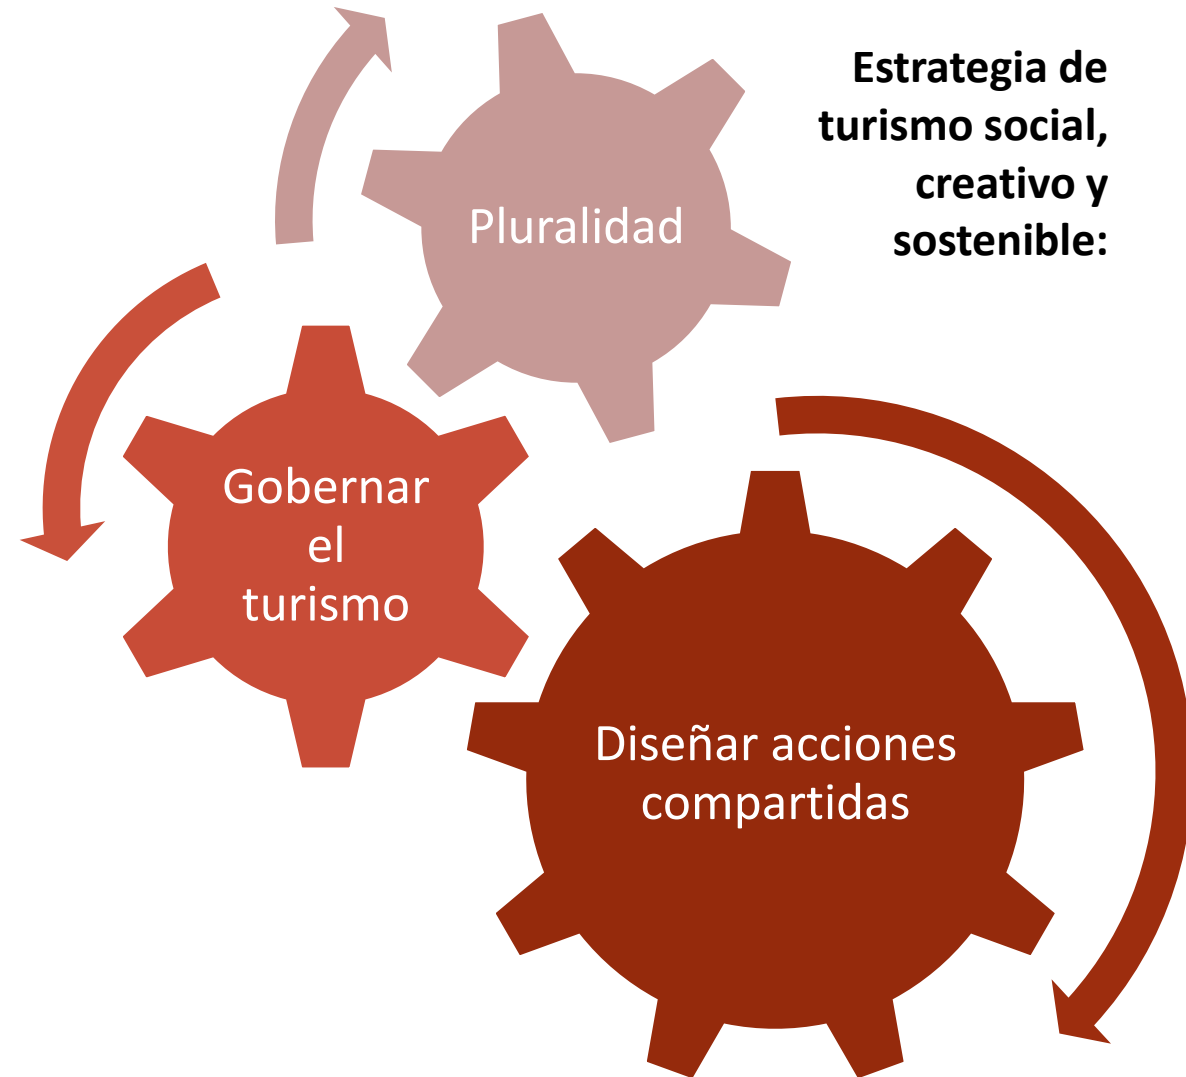 Estrategia de
turismo social,
creativo y
sostenible:
Pluralidad
Gobernar
el
turismo
Diseñar acciones
compartidas